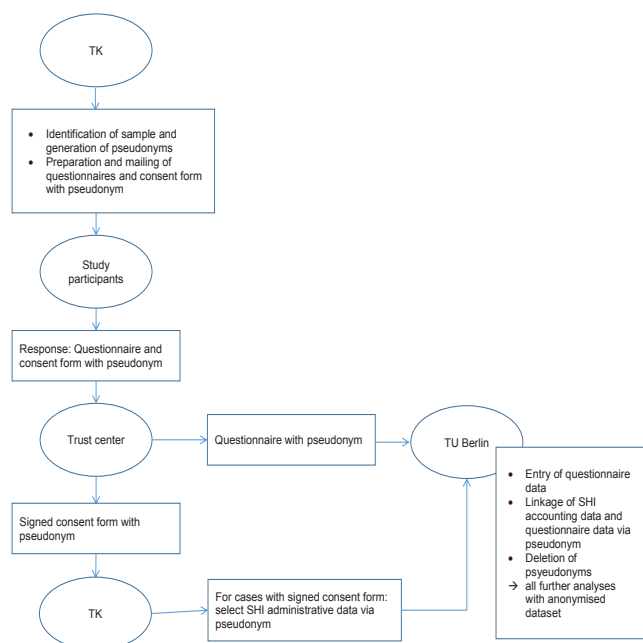 TK
• Identification of sample and
generation of pseudonyms
• Preparation and mailing of
questionnaires and consent form
with pseudonym
Study
participants
Response: Questionnaire and
consent form with pseudonym
Trust center
Questionnaire with pseudonym
TU Berlin
• Entry of questionnaire
data
• Linkage of SHI
accounting data and
questionnaire data via
pseudonym
• Deletion of
psyeudonyms
→ all further analyses
with anonymised
dataset
Signed consent form with
pseudonym
TK
For cases with signed consent form:
select SHI administrative data via
pseudonym